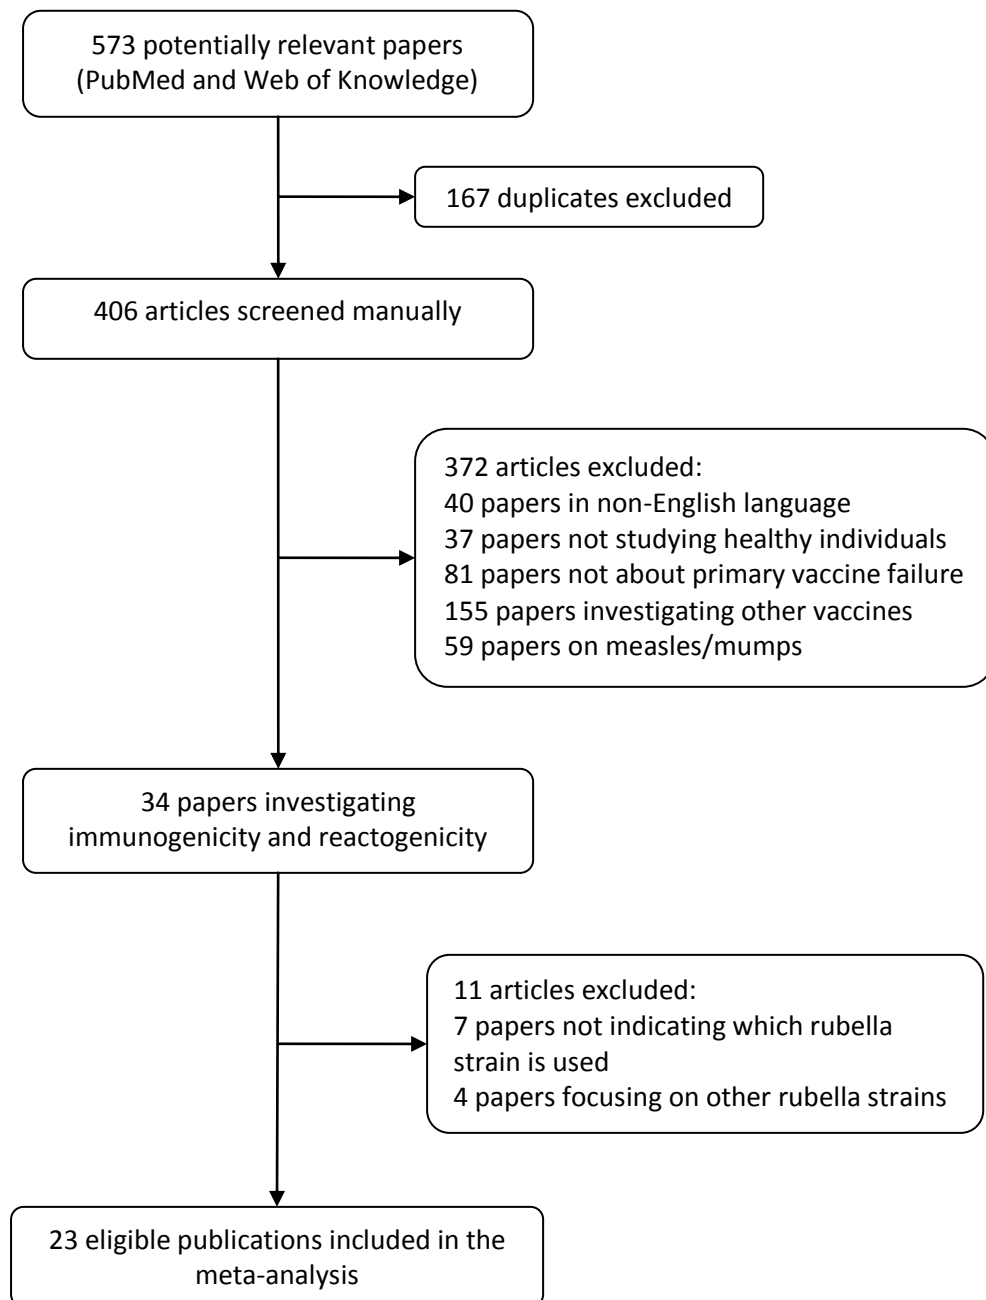 573 potentially relevant papers
(PubMed and Web of Knowledge)
167 duplicates excluded
406 articles screened manually
372 articles excluded:
40 papers in non-English language
37 papers not studying healthy individuals
81 papers not about primary vaccine failure
155 papers investigating other vaccines
59 papers on measles/mumps
34 papers investigating
immunogenicity and reactogenicity
11 articles excluded:
7 papers not indicating which rubella
strain is used
4 papers focusing on other rubella strains
23 eligible publications included in the
meta-analysis